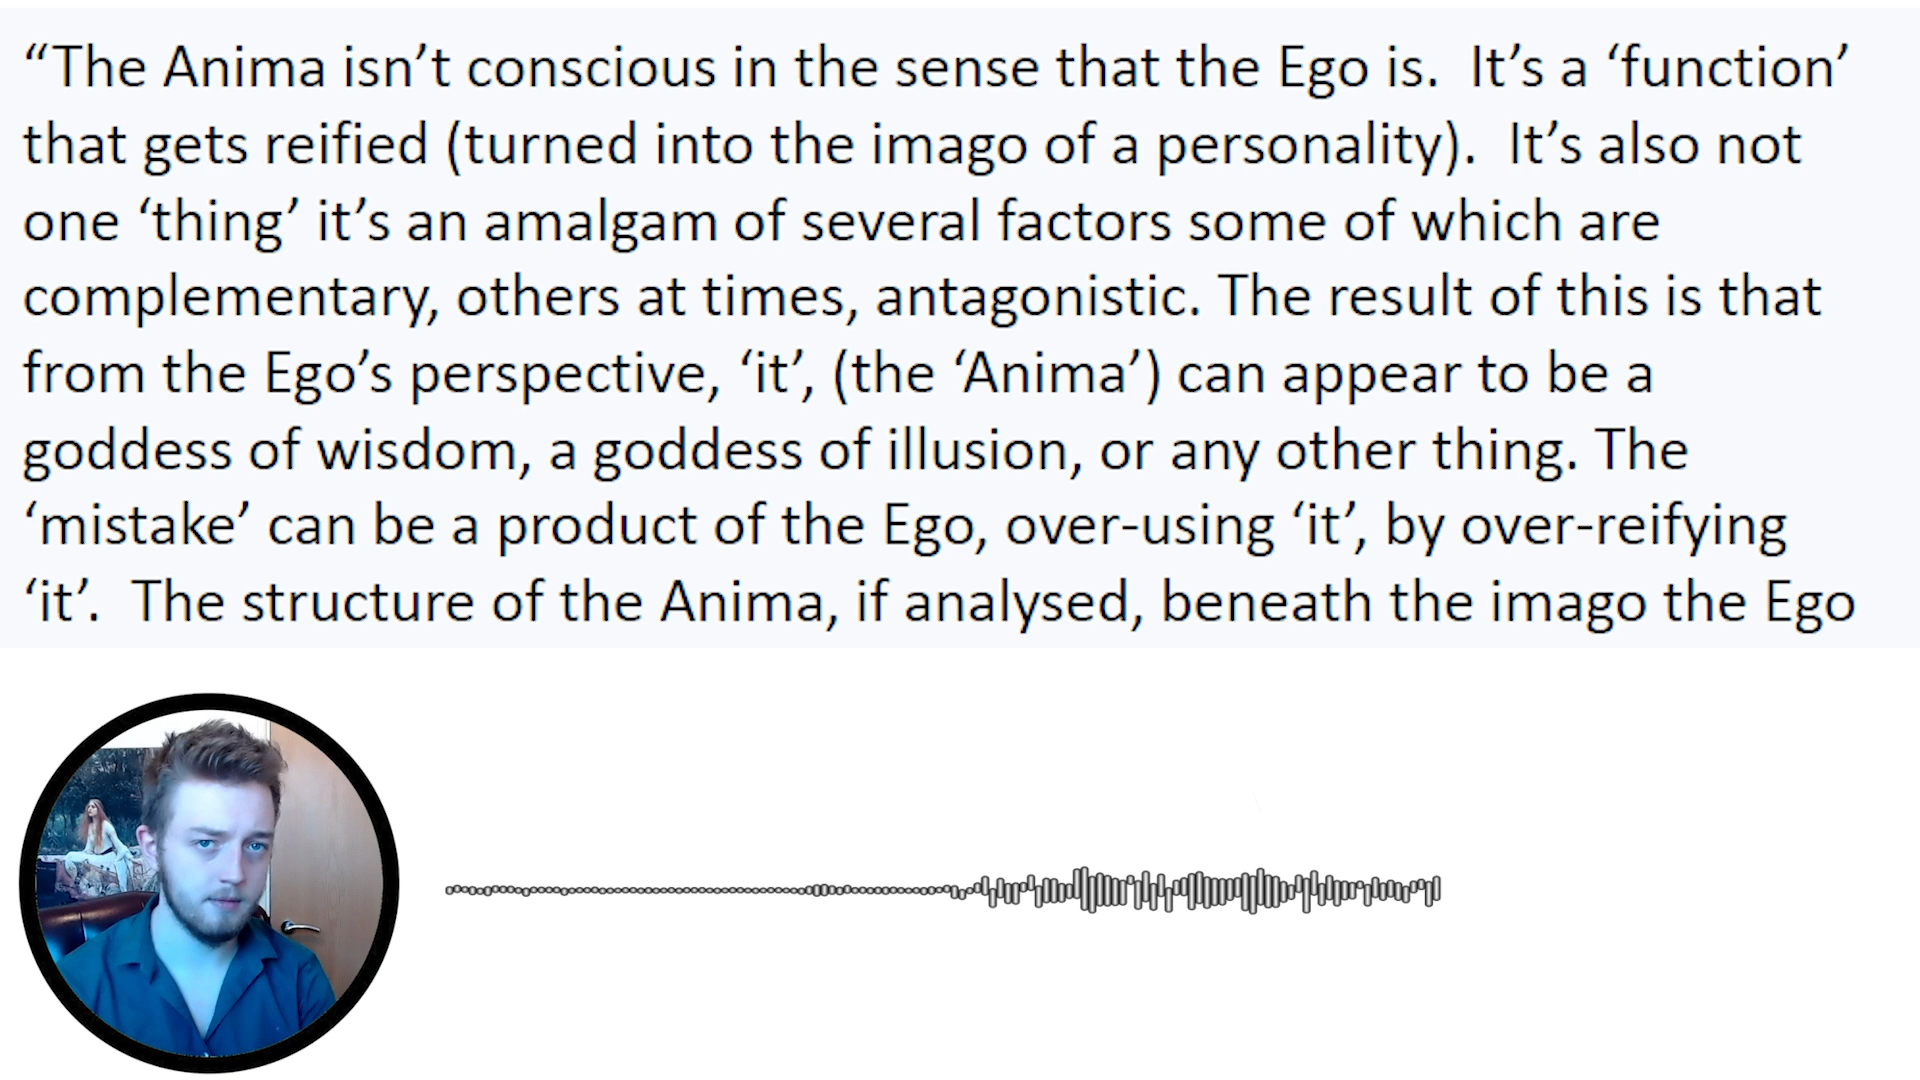 “The Anima isn’t conscious in the sense that the Ego is.  It’s a ‘function’
that gets reified (turned into the imago of a personality).  It’s also not
one ‘thing’ it’s an amalgam of several factors some of which are
complementary, others at times, antagonistic. The result of this is that
from the Ego’s perspective, ‘it’, (the ‘Anima’) can appear to be a
goddess of wisdom, a goddess of illusion, or any other thing. The
‘mistake’ can be a product of the Ego, over-using ‘it’, by over-reifying
‘it’.  The structure of the Anima, if analysed, beneath the imago the Ego